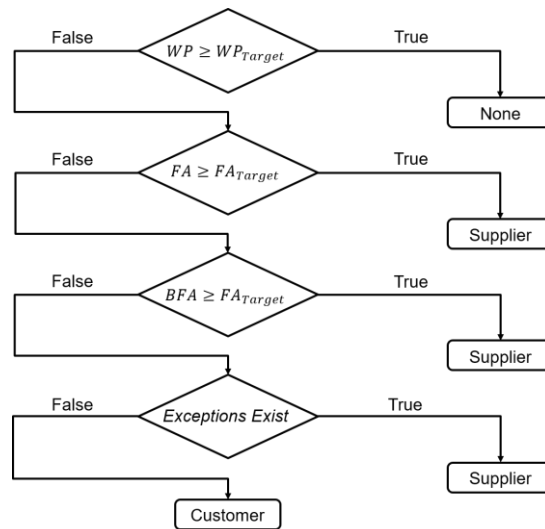 False
WP ≥ WP_Target
True
None
False
FA ≥ FA_Target
True
Supplier
False
BFA ≥ FA_Target
True
Supplier
False
Exceptions Exist
True
Supplier
Customer